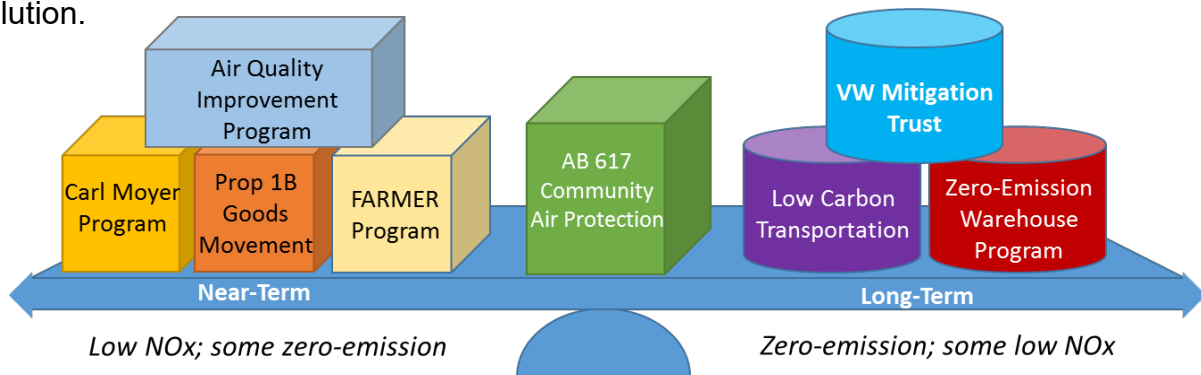 lution.
Air Quality
Improvement
Program
Carl Moyer
Program
Prop 1B
Goods
Movement
FARMER
Program
AB 617
Community
Air Protection
VW Mitigation
Trust
Low Carbon
Transportation
Zero-Emission
Warehouse
Program
Near-Term
Long-Term
Low NOx; some zero-emission
Zero-emission; some low NOx